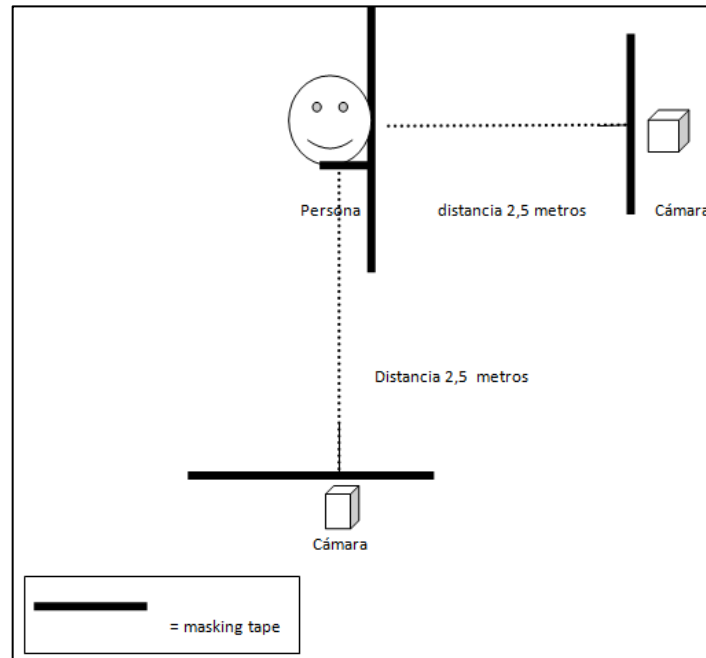 Persona
distancia 2,5 metros
Cámara
Distancia 2,5 metros
Cámara
= masking tape